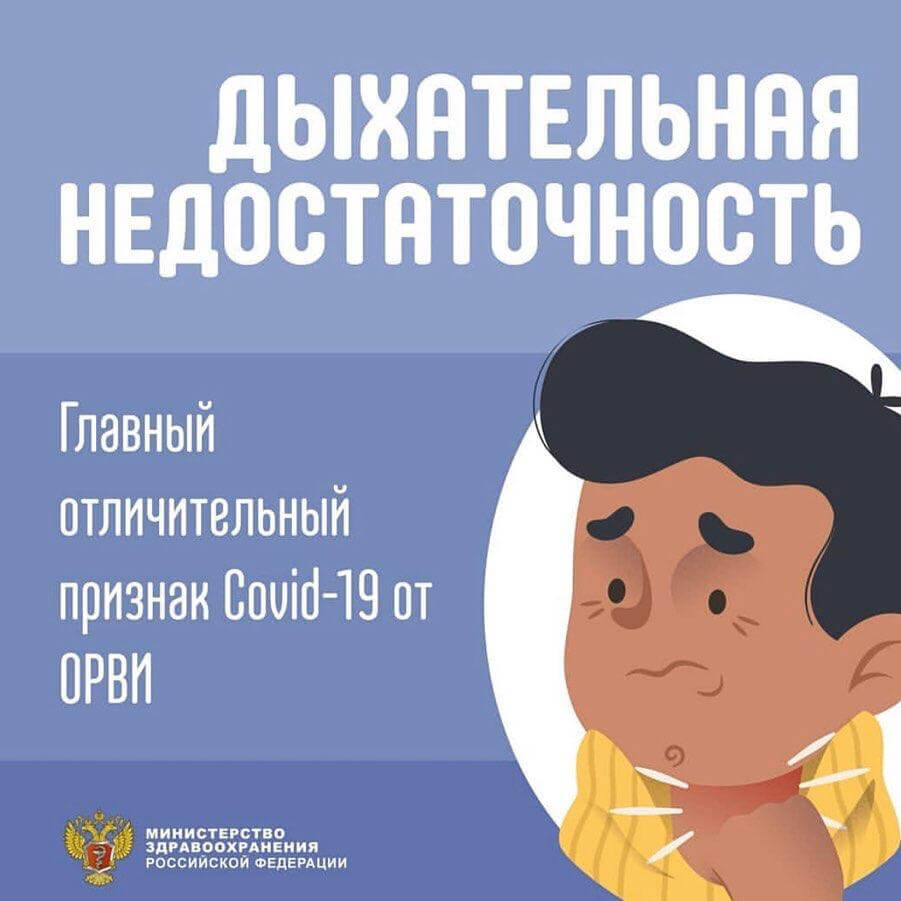 ДЫХАТЕЛЬНАЯ
НЕДОСТАТОЧНОСТЬ
Главный
отличительный
признак Covid-19 от
ОРВИ
МИНИСТЕРСТВО
ЗДРАВООХРАНЕНИЯ
РОССИЙСКОЙ ФЕДЕРАЦИИ